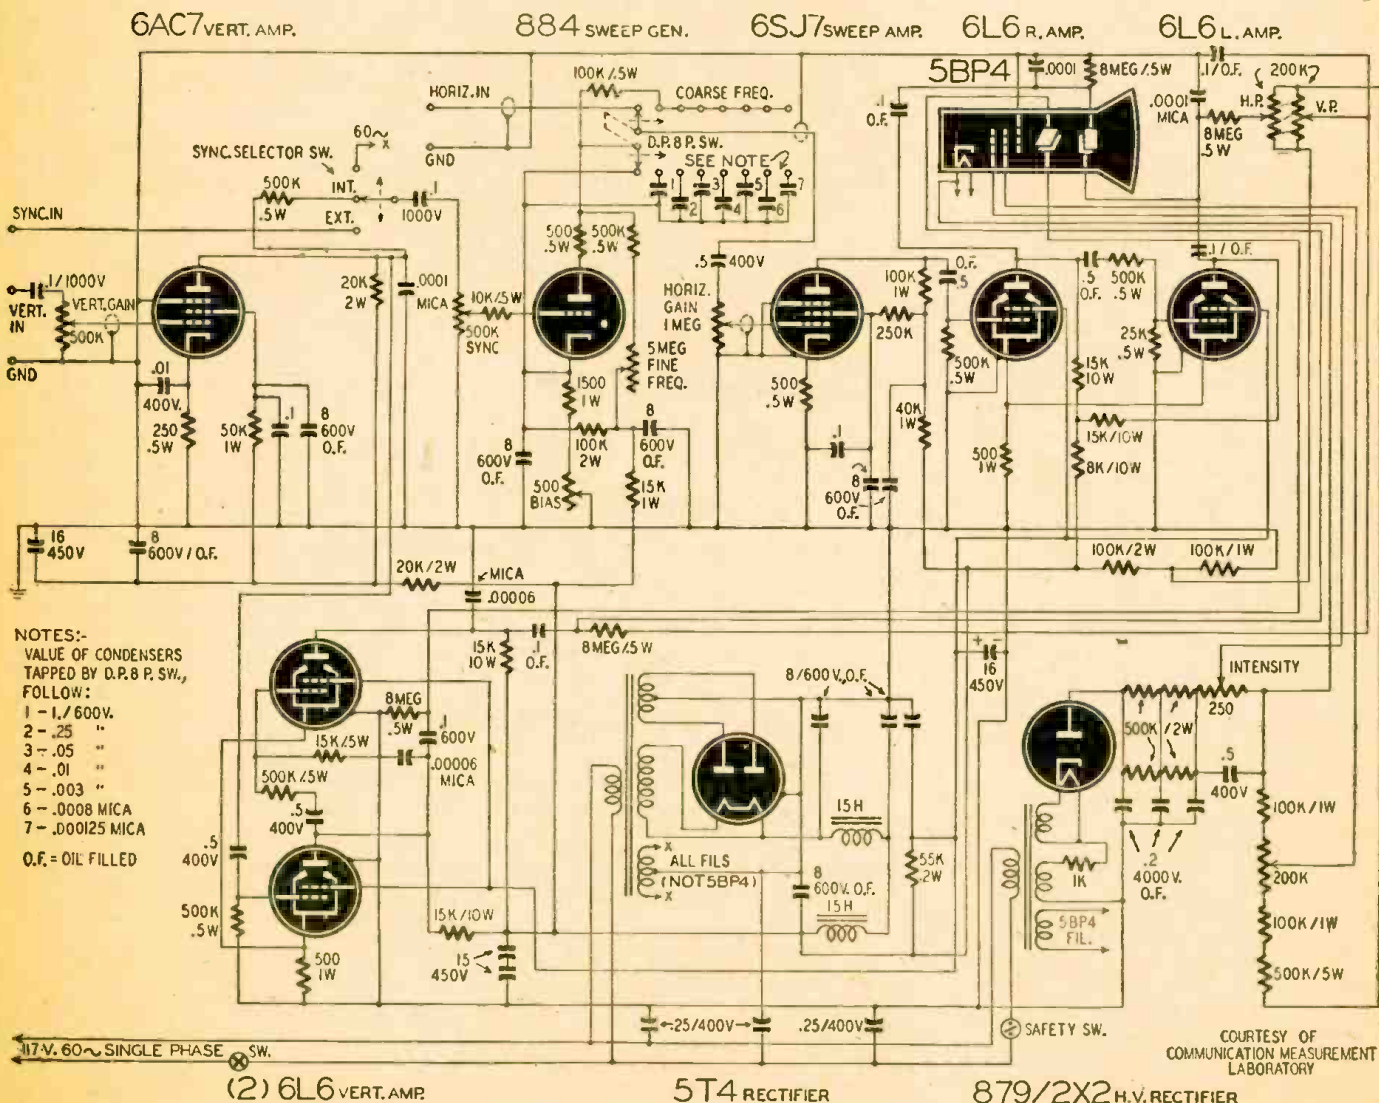 6AC7 VERT. AMP.
884 SWEEP GEN.
6SJ7 SWEEP AMP.
6L6 R. AMP.
6L6 L. AMP.
100K/.5W
HORIZ. IN
COARSE FREQ.
5BP4
.0001
8MEG/.5W
.1/O.F.
200K
H.P.
V.P.
.0001
MICA
8MEG
.5W
.1
O.F.
60~
X
GND
D.P. 8 P. SW.
SYNC. SELECTOR SW.
SEE NOTE
1
2
3
4
5
6
7
500K
.5W
INT.
4
EXT.
.1
1000V
SYNC. IN
500
.5W
500K
.5W
.1/1000V
VERT. GAIN
VERT.
IN
500K
GND
20K
2W
.0001
MICA
10K/.5W
500K
SYNC
.5
400V
HORIZ.
GAIN
1 MEG
5 MEG
FINE
FREQ.
100K
1W
250K
O.F.
.5
.5
O.F.
500K
.5W
.1/O.F.
25K
.5W
.01
400V.
250
.5W
50K
1W
.1
8
600V
O.F.
1500
1W
100K
2W
8
600V
O.F.
8
600V
O.F.
500
BIAS
15K
1W
500
.5W
.1
40K
1W
8
600V
O.F.
500K
.5W
500
1W
15K
10W
15K/10W
8K/10W
16
450V
8
600V/O.F.
20K/2W
MICA
.00006
100K/2W
100K/1W
NOTES:-
VALUE OF CONDENSERS
TAPPED BY D.P. 8 P. SW.,
FOLLOW:
1 - 1./600V.
2 - .25 "
3 - .05 "
4 - .01 "
5 - .003 "
6 - .0008 MICA
7 - .000125 MICA
O.F. = OIL FILLED
15K
10W
.1
O.F.
8MEG/.5W
8MEG
.5W
.1
600V
15K/.5W
.00006
MICA
500K/.5W
.5
400V
.5
400V
500K
.5W
500
1W
15K/10W
15
450V
8/600V. O.F.
+ -
16
450V
15H
ALL FILS
(NOT 5BP4)
X
X
8
600V. O.F.
15H
55K
.2W
INTENSITY
250
500K/2W
.5
400V
1K
.2
4000V.
O.F.
5BP4
FIL.
100K/1W
200K
100K/1W
500K/5W
.25/400V
.25/400V
SAFETY SW.
117-V. 60~ SINGLE PHASE
SW.
COURTESY OF
COMMUNICATION MEASUREMENT
LABORATORY
(2) 6L6 VERT. AMP.
5T4 RECTIFIER
879/2X2 H.V. RECTIFIER